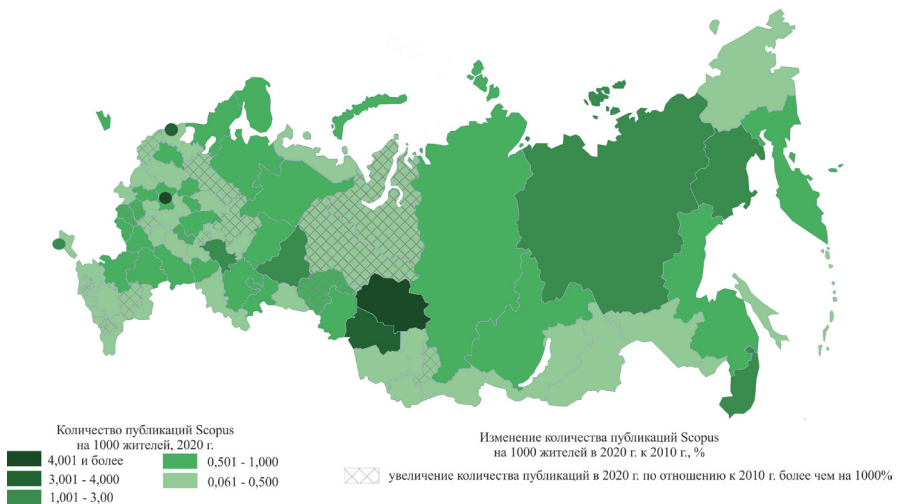 Количество публикаций Scopus
на 1000 жителей, 2020 г.
4,001 и более
3,001 - 4,000
1,001 - 3,00
0,501 - 1,000
0,061 - 0,500
Изменение количества публикаций Scopus
на 1000 жителей в 2020 г. к 2010 г., %
увеличение количества публикаций в 2020 г. по отношению к 2010 г. более чем на 1000%